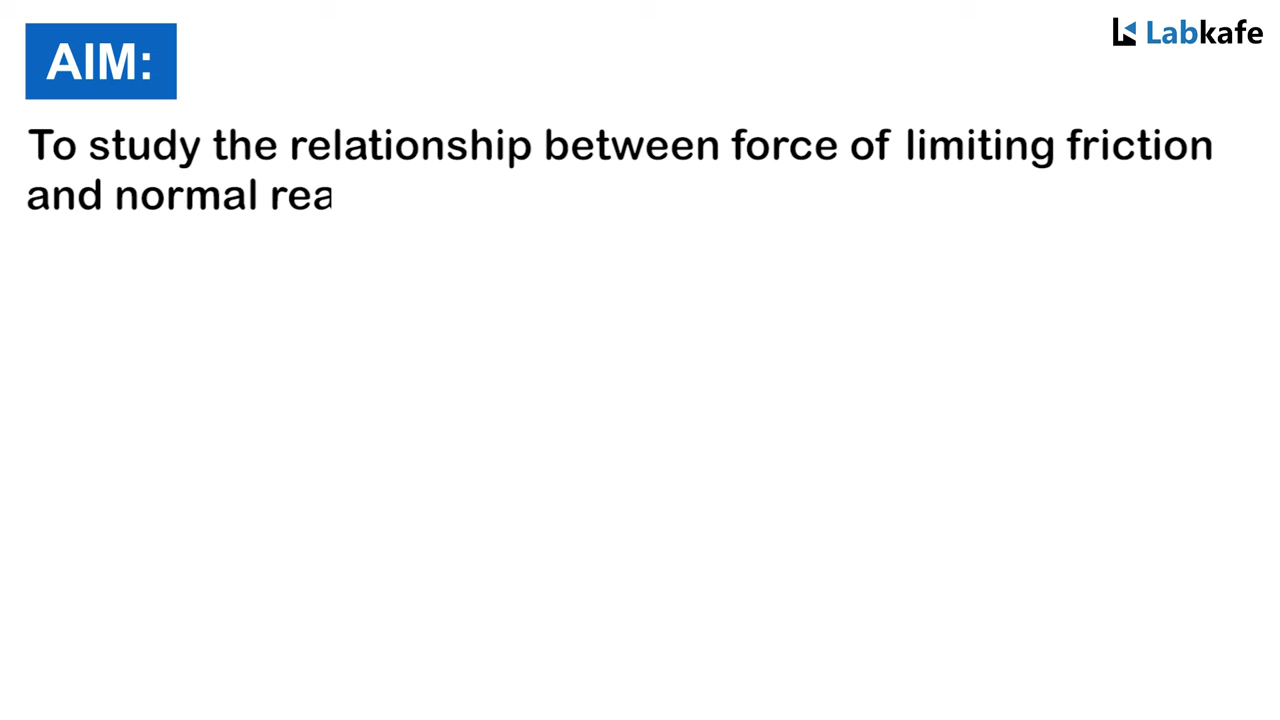 AIM:
Labkafe
To study the relationship between force of limiting friction
and normal rea